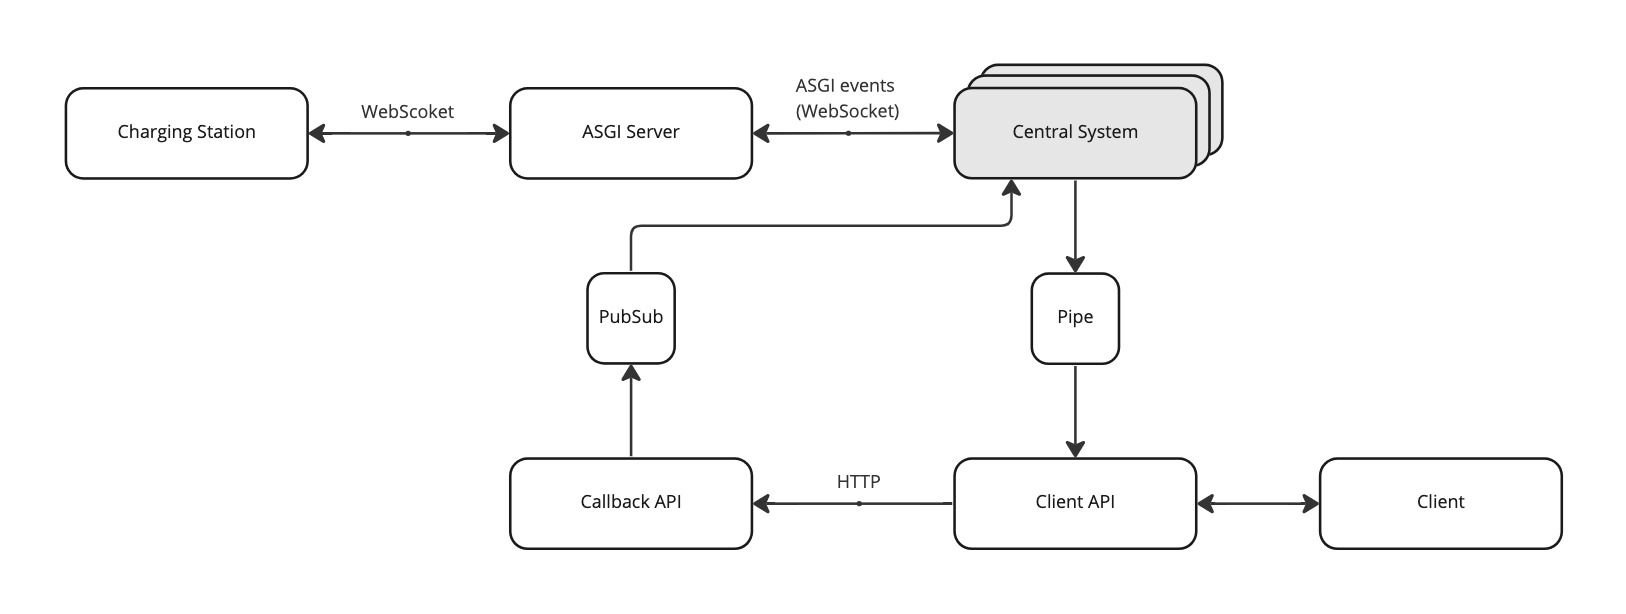 Charging Station
WebScoket
ASGI Server
ASGI events
(WebSocket)
Central System
PubSub
Pipe
Callback API
HTTP
Client API
Client